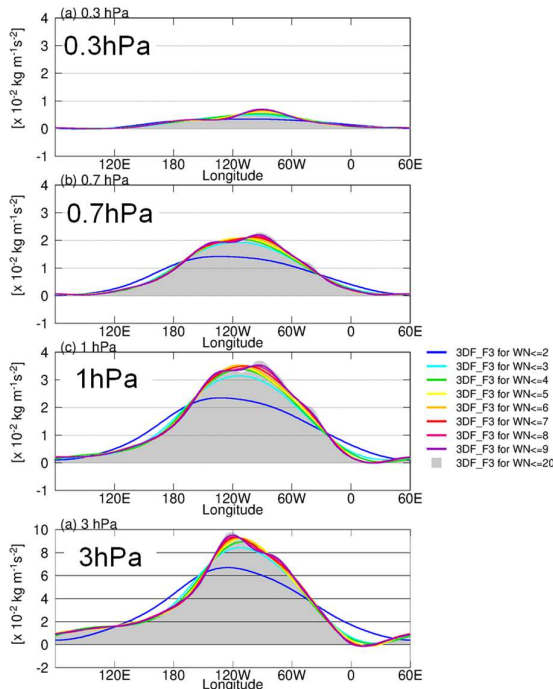 (a) 0.3 hPa
0.3hPa
[x 10⁻² kg m⁻¹s⁻²]
4
3
2
1
0
-1
120E 180 120W 60W 0 60E
Longitude
(b) 0.7 hPa
0.7hPa
[x 10⁻² kg m⁻¹s⁻²]
4
3
2
1
0
-1
120E 180 120W 60W 0 60E
Longitude
(c) 1 hPa
1hPa
[x 10⁻² kg m⁻¹s⁻²]
4
3
2
1
0
-1
120E 180 120W 60W 0 60E
Longitude
3DF_F3 for WN<=2
3DF_F3 for WN<=3
3DF_F3 for WN<=4
3DF_F3 for WN<=5
3DF_F3 for WN<=6
3DF_F3 for WN<=7
3DF_F3 for WN<=8
3DF_F3 for WN<=9
3DF_F3 for WN<=20
(a) 3 hPa
3hPa
[x 10⁻² kg m⁻¹s⁻²]
10
8
6
4
2
0
-2
120E 180 120W 60W 0 60E
Longitude